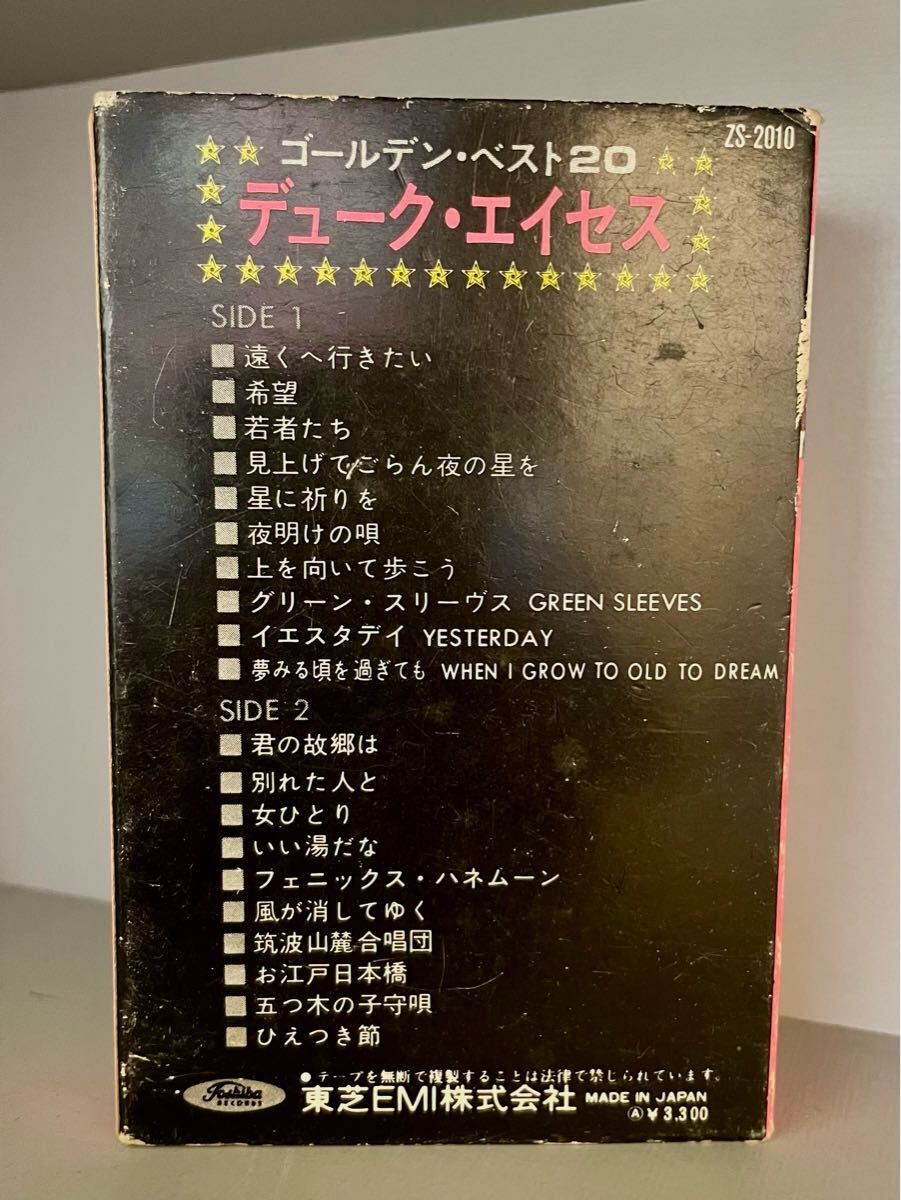 ZS-2010
ゴールデン・ベスト20
デューク・エイセス
SIDE 1
遠くへ行きたい
希望
若者たち
見上げてごらん夜の星を
星に祈りを
夜明けの唄
上を向いて歩こう
グリーン・スリーヴス GREEN SLEEVES
イエスタデイ YESTERDAY
夢みる頃を過ぎても WHEN I GROW TO OLD TO DREAM
SIDE 2
君の故郷は
別れた人と
女ひとり
いい湯だな
フェニックス・ハネムーン
風が消してゆく
筑波山麓合唱団
お江戸日本橋
五つ木の子守唄
ひえつき節
●テープを無断で複製することは法律で禁じられています。
Toshiba RECORDS
東芝EMI株式会社 MADE IN JAPAN
Ⓐ¥3,300